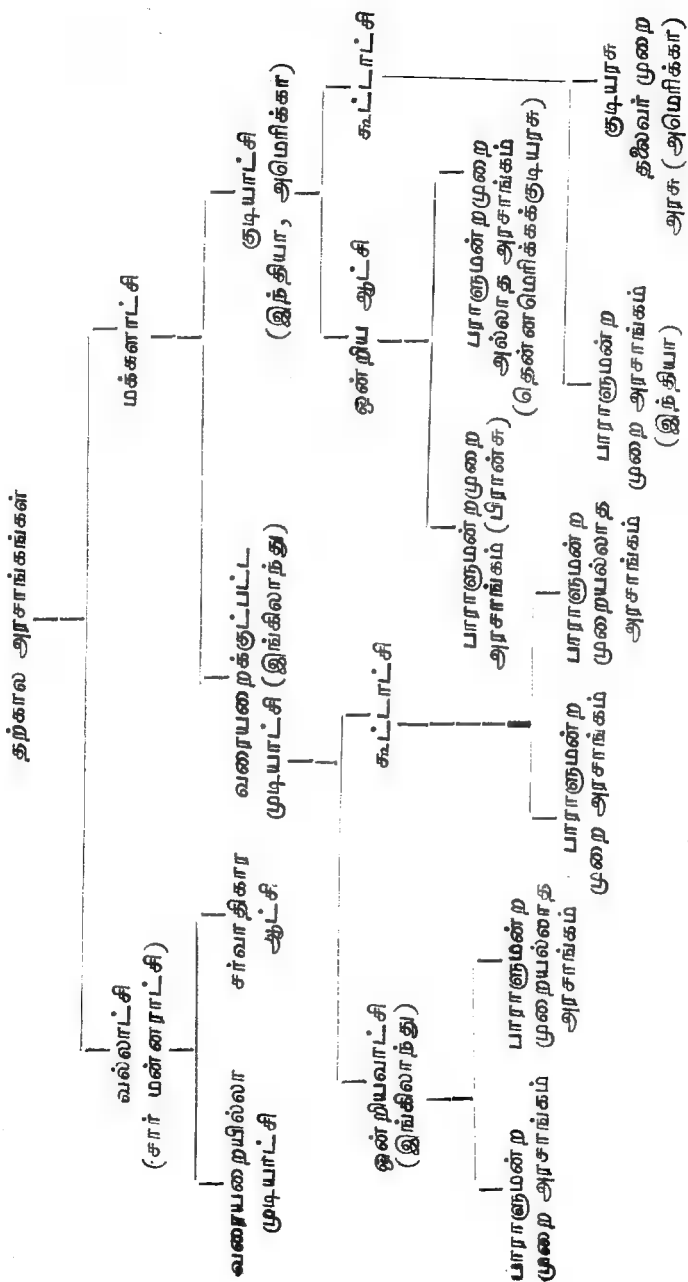 தற்கால அரசாங்கங்கள்
வல்லாட்சி
(சார் மன்னராட்சி)
மக்களாட்சி
வரையறையில்லா
முடியாட்சி
சர்வாதிகார
ஆட்சி
வரையறைக்குட்பட்ட
முடியாட்சி (இங்கிலாந்து)
குடியாட்சி
(இந்தியா, அமெரிக்கா)
ஒன்றியவாட்சி
(இங்கிலாந்து)
கூட்டாட்சி
ஒன்றிய ஆட்சி
கூட்டாட்சி
பாராளுமன்ற
முறை அரசாங்கம்
பாராளுமன்ற
முறையல்லாத
அரசாங்கம்
பாராளுமன்ற
முறை அரசாங்கம்
பாராளுமன்ற
முறையல்லாத
அரசாங்கம்
பாராளுமன்றமுறை
அரசாங்கம் (பிரான்சு)
பராளுமன்றமுறை
அல்லாத அரசாங்கம்
(தென்னமெரிக்கக்குடியரசு)
பாராளுமன்ற
முறை அரசாங்கம்
(இந்தியா)
குடியரசு
தலைவர் முறை
அரசு (அமெரிக்கா)